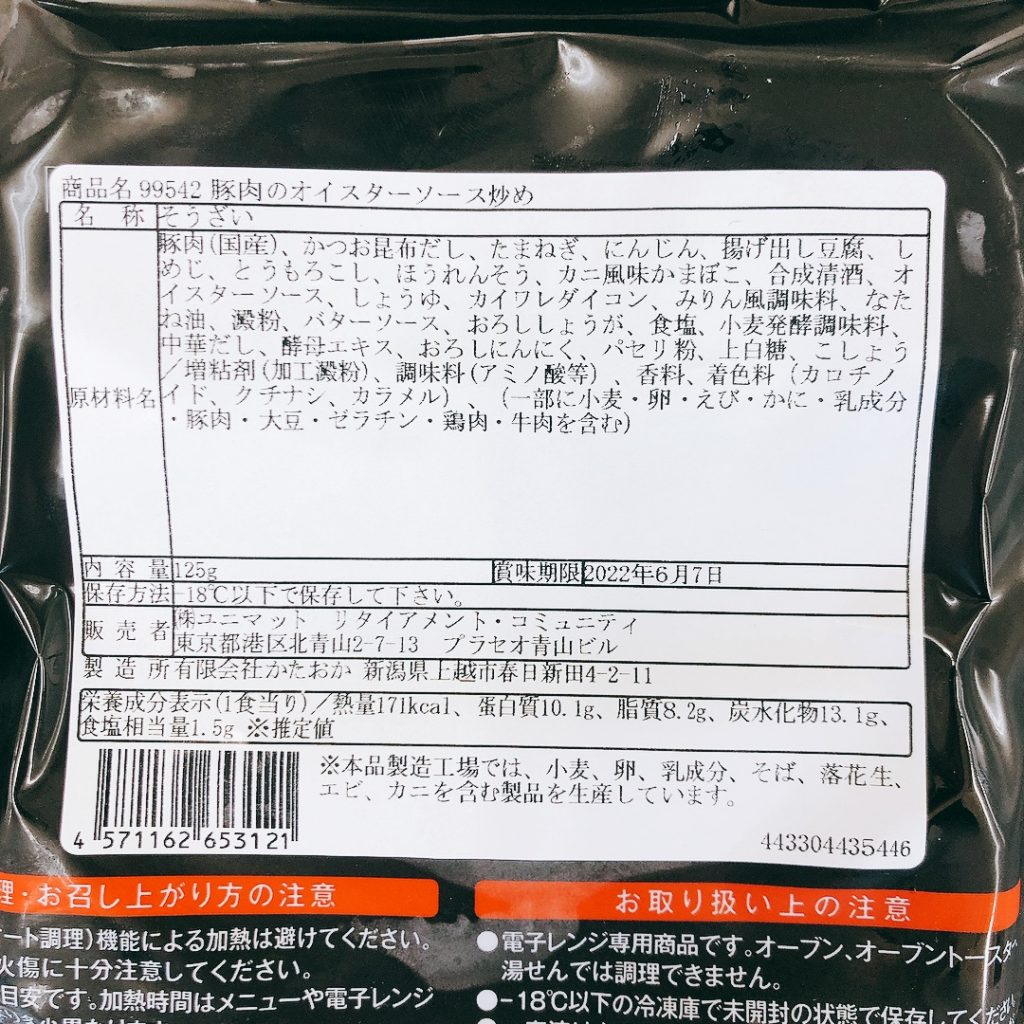 商品名 99542 豚肉のオイスターソース炒め
名 称 そうざい
原材料名
豚肉(国産)、かつお昆布だし、たまねぎ、にんじん、揚げ出し豆腐、し
めじ、とうもろこし、ほうれんそう、カニ風味かまぼこ、合成清酒、オ
イスターソース、しょうゆ、カイワレダイコン、みりん風調味料、なた
ね油、澱粉、バターソース、おろししょうが、食塩、小麦発酵調味料、
中華だし、酵母エキス、おろしにんにく、パセリ粉、上白糖、こしょう
／増粘剤(加工澱粉)、調味料(アミノ酸等)、香料、着色料(カロチノ
イド、クチナシ、カラメル)、(一部に小麦・卵・えび・かに・乳成分
・豚肉・大豆・ゼラチン・鶏肉・牛肉を含む)
内容量 125g 賞味期限 2022年6月7日
保存方法 -18℃以下で保存して下さい。
販売者 ㈱ユニマット リタイアメント・コミュニティ
東京都港区北青山2-7-13 プラセオ青山ビル
製造所 有限会社かたおか 新潟県上越市春日新田4-2-11
栄養成分表示(1食当り)／熱量171kcal、蛋白質10.1g、脂質8.2g、炭水化物13.1g、
食塩相当量1.5g ※推定値
※本品製造工場では、小麦、卵、乳成分、そば、落花生、
エビ、カニを含む製品を生産しています。
4 571162 653121
443304435446
理・お召し上がり方の注意
ート調理)機能による加熱は避けてください。
火傷に十分注意してください。
目安です。加熱時間はメニューや電子レンジ
お取り扱い上の注意
●電子レンジ専用商品です。オーブン、オーブントースタ
湯せんでは調理できません。
●-18℃以下の冷凍庫で未開封の状態で保存してくだ